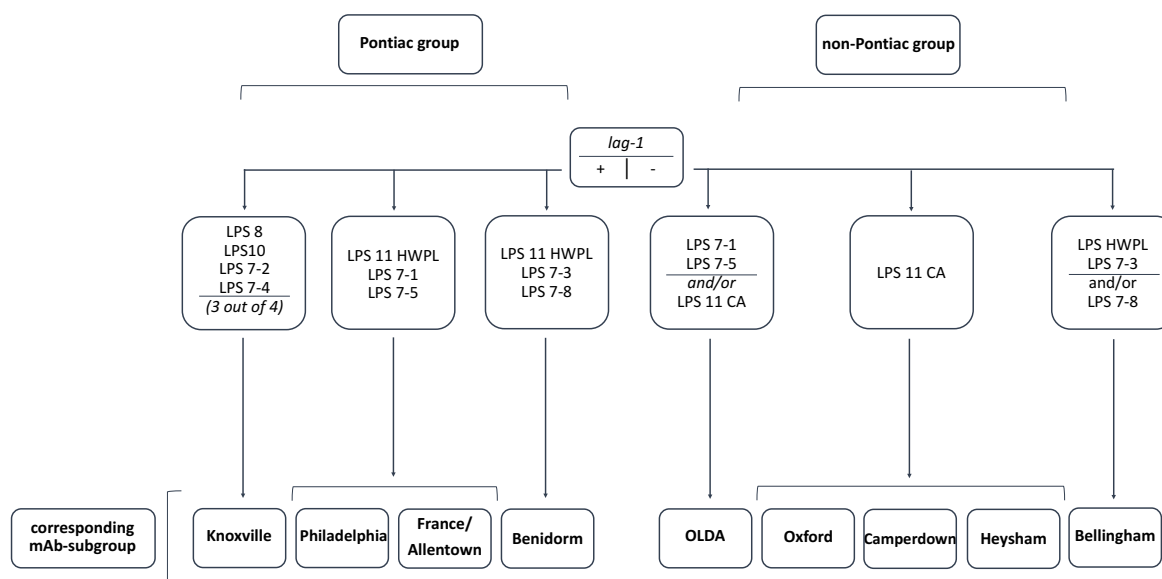 Pontiac group
non-Pontiac group
lag-1
+ | -
LPS 8
LPS10
LPS 7-2
LPS 7-4
(3 out of 4)
LPS 11 HWPL
LPS 7-1
LPS 7-5
LPS 11 HWPL
LPS 7-3
LPS 7-8
LPS 7-1
LPS 7-5
and/or
LPS 11 CA
LPS 11 CA
LPS HWPL
LPS 7-3
and/or
LPS 7-8
corresponding
mAb-subgroup
Knoxville
Philadelphia
France/
Allentown
Benidorm
OLDA
Oxford
Camperdown
Heysham
Bellingham